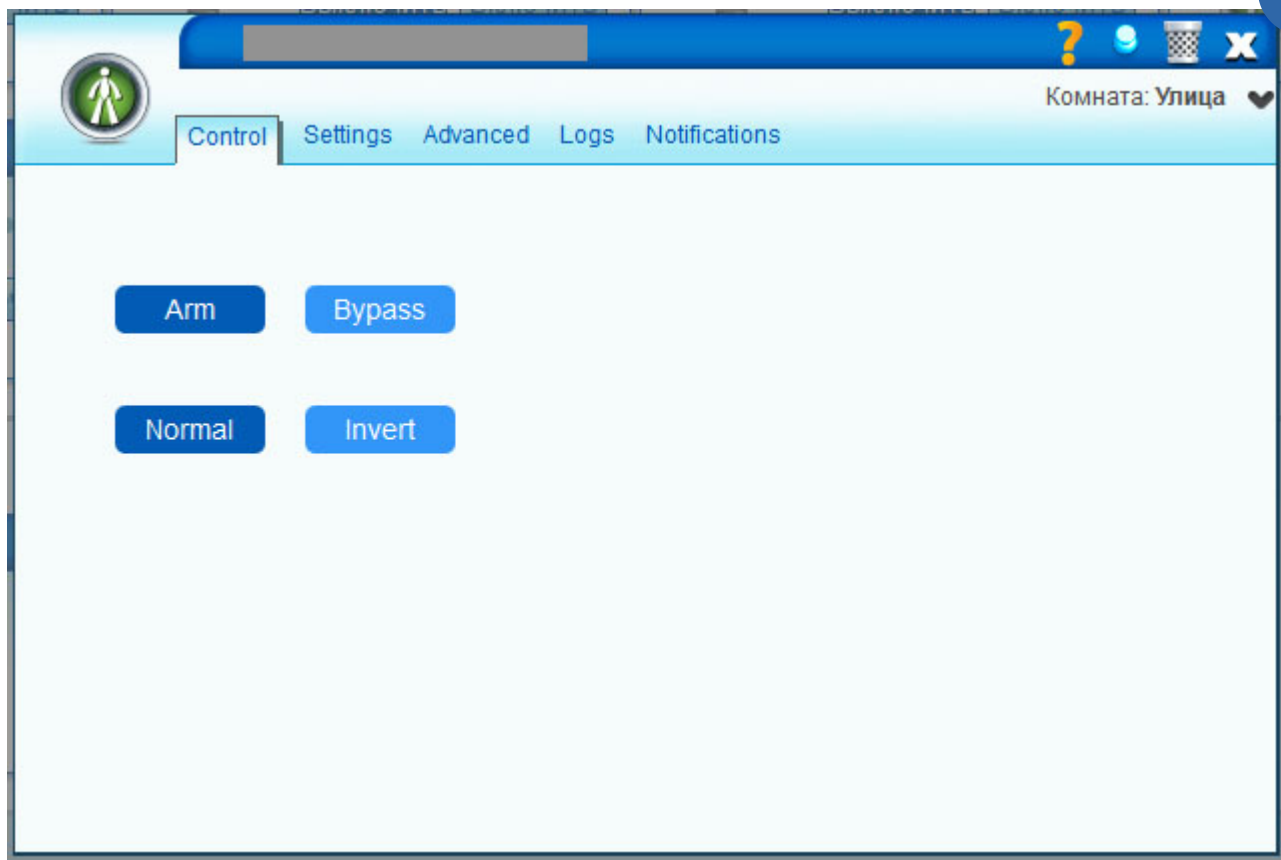 Комната: Улица
Control Settings Advanced Logs Notifications
Arm Bypass
Normal Invert